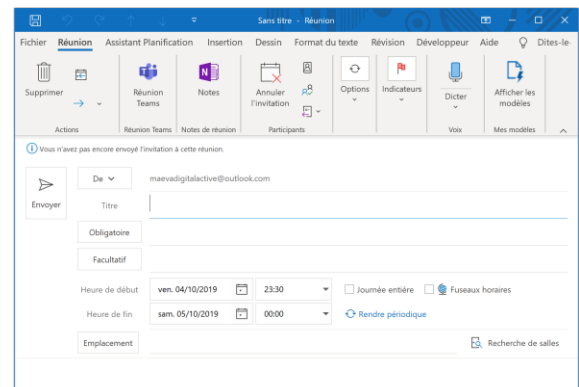 Sans titre - Réunion
Fichier Réunion Assistant Planification Insertion Dessin Format du texte Révision Développeur Aide Dites-le-
Supprimer
Réunion Teams
Notes
Annuler l'invitation
Options
Indicateurs
Dicter
Afficher les modèles
Actions Réunion Teams Notes de réunion Participants Voix Mes modèles
Vous n'avez pas encore envoyé l'invitation à cette réunion.
Envoyer
De maevadigitalactive@outlook.com
Titre
Obligatoire
Facultatif
Heure de début ven. 04/10/2019 23:30 Journée entière Fuseaux horaires
Heure de fin sam. 05/10/2019 00:00 Rendre périodique
Emplacement Recherche de salles